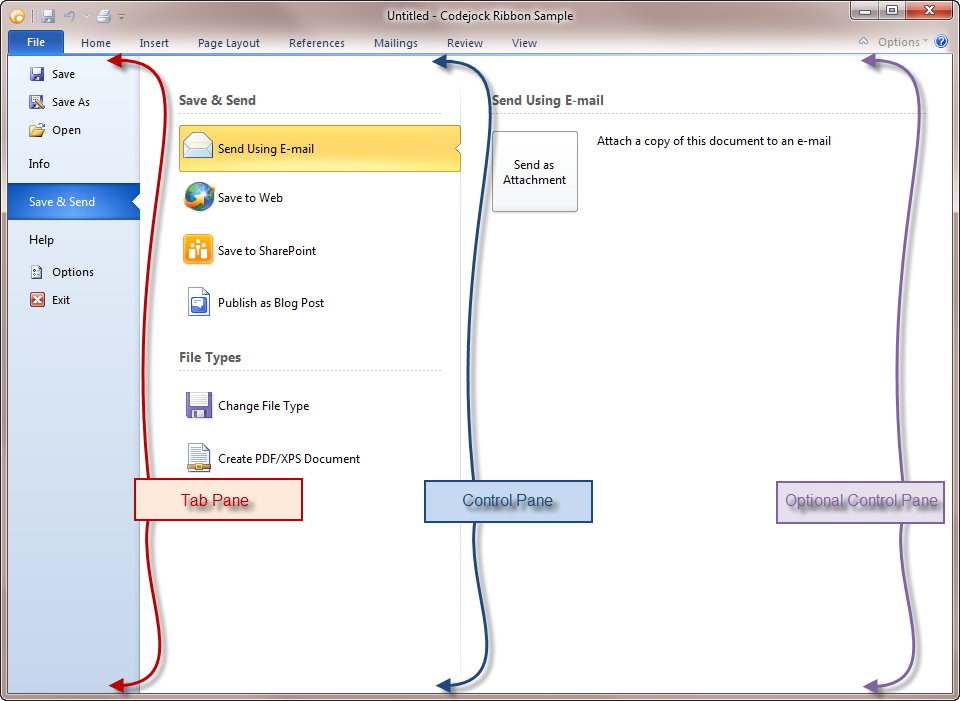 Untitled - Codejock Ribbon Sample
File Home Insert Page Layout References Mailings Review View Options
Save
Save As
Open
Info
Save & Send
Help
Options
Exit
Save & Send
Send Using E-mail
Save to Web
Save to SharePoint
Publish as Blog Post
File Types
Change File Type
Create PDF/XPS Document
Send Using E-mail
Send as
Attachment
Attach a copy of this document to an e-mail
Tab Pane
Control Pane
Optional Control Pane